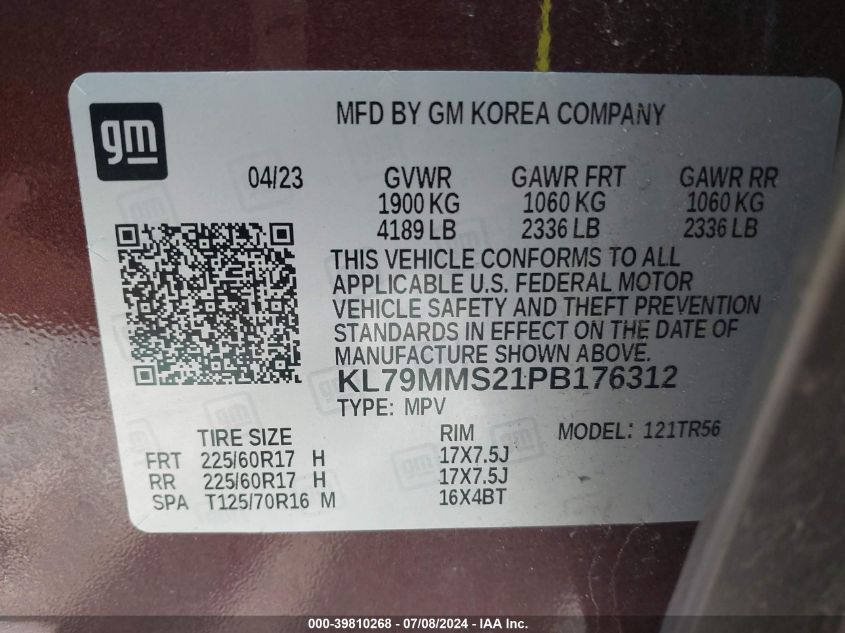 gm
MFD BY GM KOREA COMPANY
04/23 GVWR GAWR FRT GAWR RR
1900 KG 1060 KG 1060 KG
4189 LB 2336 LB 2336 LB
THIS VEHICLE CONFORMS TO ALL
APPLICABLE U.S. FEDERAL MOTOR
VEHICLE SAFETY AND THEFT PREVENTION
STANDARDS IN EFFECT ON THE DATE OF
MANUFACTURE SHOWN ABOVE.
KL79MMS21PB176312
TYPE: MPV
TIRE SIZE RIM MODEL: 121TR56
FRT 225/60R17 H 17X7.5J
RR 225/60R17 H 17X7.5J
SPA T125/70R16 M 16X4BT
000-39810268 - 07/08/2024 - IAA Inc.